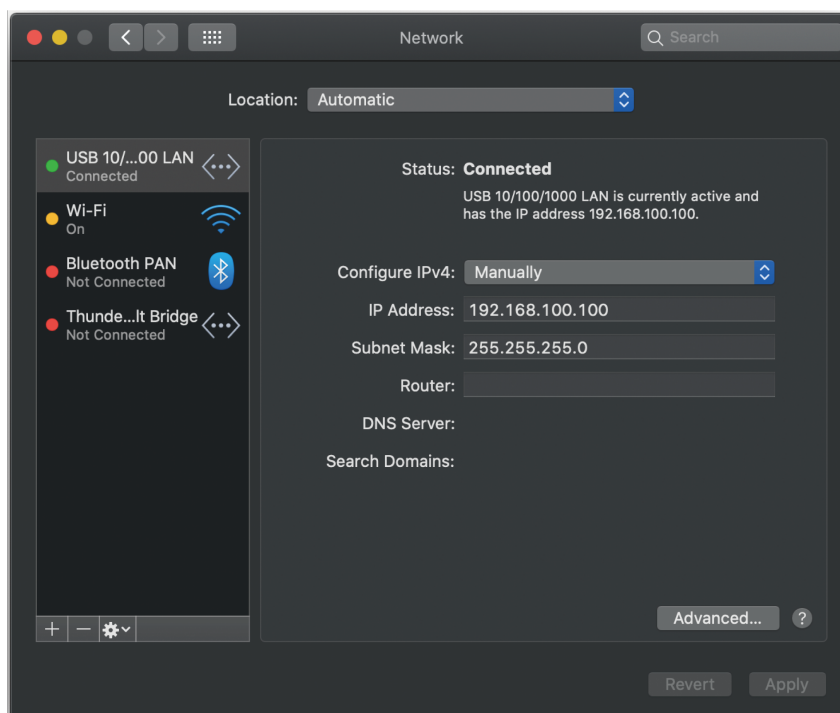 Network
Search
Location: Automatic
USB 10/...00 LAN
Connected
Wi-Fi
On
Bluetooth PAN
Not Connected
Thunde...lt Bridge
Not Connected
Status: Connected
USB 10/100/1000 LAN is currently active and
has the IP address 192.168.100.100.
Configure IPv4: Manually
IP Address: 192.168.100.100
Subnet Mask: 255.255.255.0
Router:
DNS Server:
Search Domains:
Advanced... ?
Revert Apply